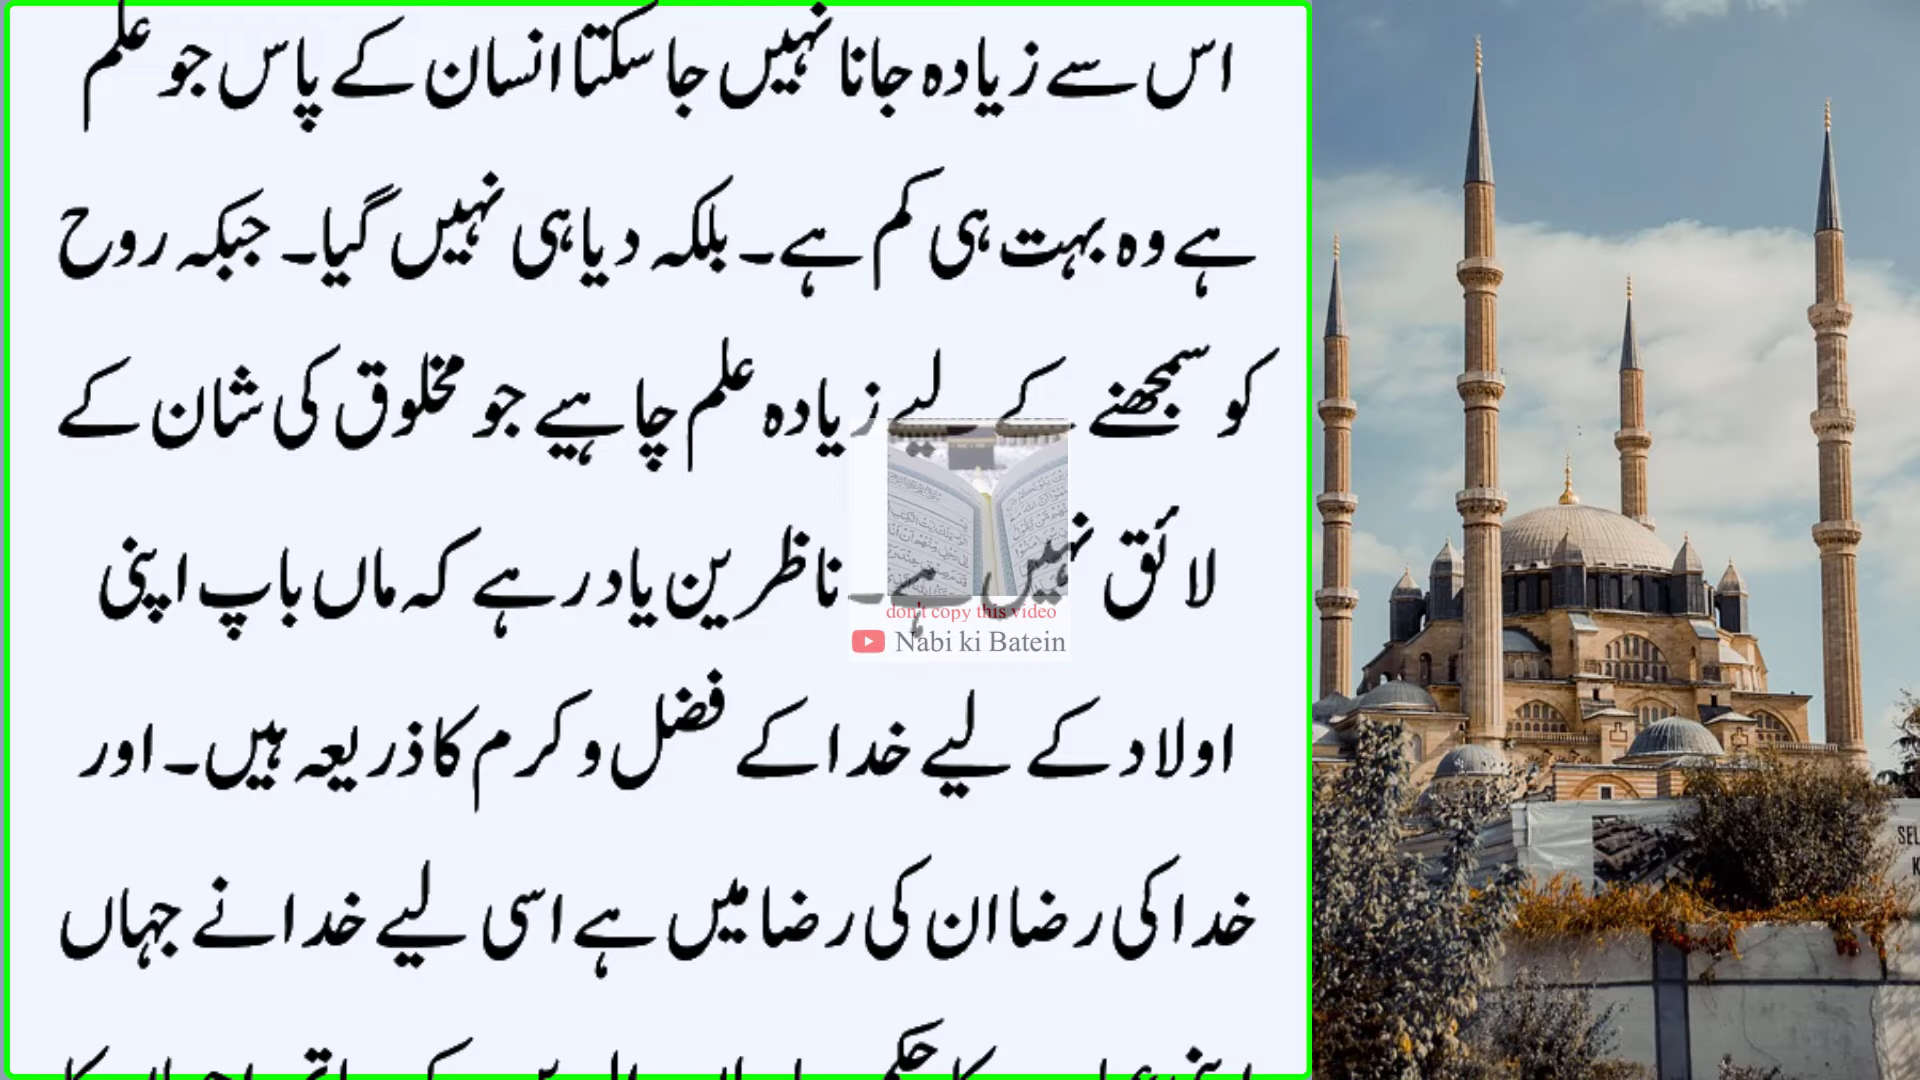 اس سے زیادہ جانا نہیں جا سکتا انسان کے پاس جو علم
ہے وہ بہت ہی کم ہے۔ بلکہ دیا ہی نہیں گیا۔ جبکہ روح
کو سمجھنے کے لیے زیادہ علم چاہیے جو مخلوق کی شان کے
لائق نہیں ہے۔ ناظرین یاد رہے کہ ماں باپ اپنی
don't copy this video
Nabi ki Batein
اولاد کے لیے خدا کے فضل و کرم کا ذریعہ ہیں۔ اور
خدا کی رضا ان کی رضا میں ہے اسی لیے خدا نے جہاں
SEL
K